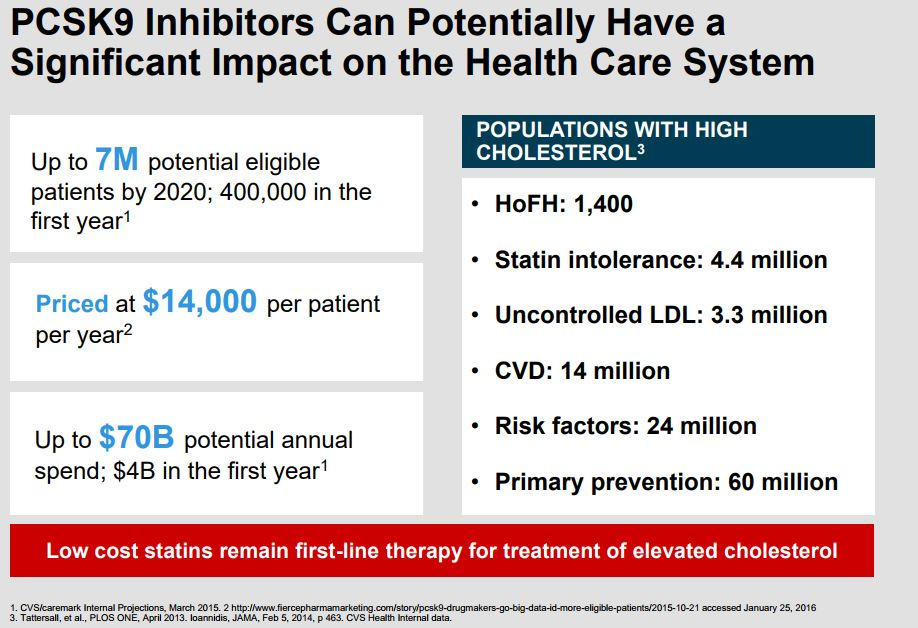 PCSK9 Inhibitors Can Potentially Have a
Significant Impact on the Health Care System
Up to 7M potential eligible
patients by 2020; 400,000 in the
first year1
Priced at $14,000 per patient
per year2
Up to $70B potential annual
spend; $4B in the first year1
POPULATIONS WITH HIGH
CHOLESTEROL3
• HoFH: 1,400
• Statin intolerance: 4.4 million
• Uncontrolled LDL: 3.3 million
• CVD: 14 million
• Risk factors: 24 million
• Primary prevention: 60 million
Low cost statins remain first-line therapy for treatment of elevated cholesterol
1. CVS/caremark Internal Projections, March 2015. 2 http://www.fiercepharmamarketing.com/story/pcsk9-drugmakers-go-big-data-id-more-eligible-patients/2015-10-21 accessed January 25, 2016
3. Tattersall, et al., PLOS ONE, April 2013. Ioannidis, JAMA, Feb 5, 2014, p 463. CVS Health Internal data.